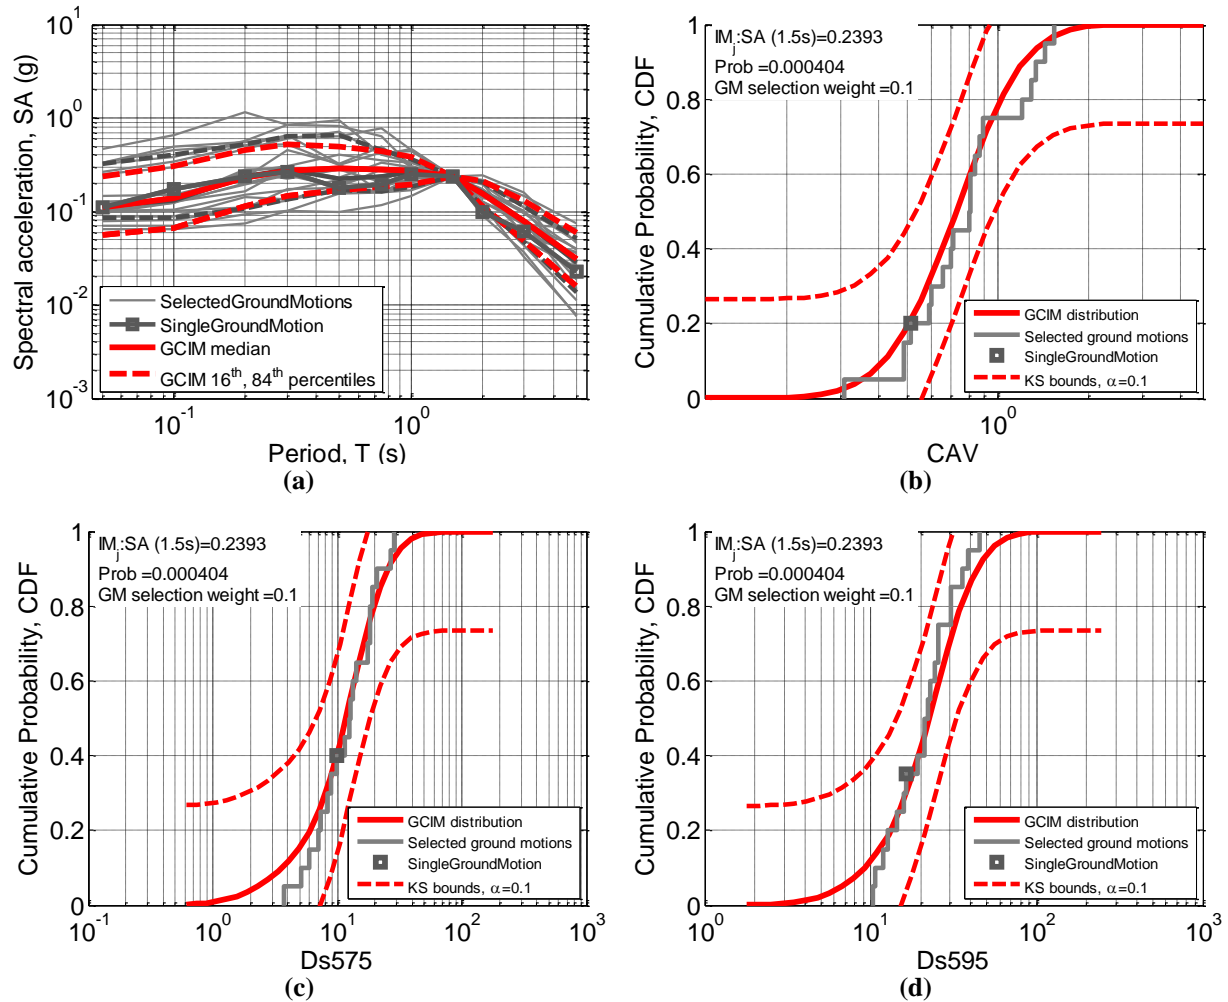 10^1
10^0
10^-1
10^-2
10^-3
Spectral acceleration, SA (g)
SelectedGroundMotions
SingleGroundMotion
GCIM median
GCIM 16^th, 84^th percentiles
10^-1
10^0
Period, T (s)
(a)
1
0.8
0.6
0.4
0.2
0
Cumulative Probability, CDF
IM_j:SA (1.5s)=0.2393
Prob =0.000404
GM selection weight =0.1
GCIM distribution
Selected ground motions
SingleGroundMotion
KS bounds, α=0.1
10^0
CAV
(b)
1
0.8
0.6
0.4
0.2
0
Cumulative Probability, CDF
IM_j:SA (1.5s)=0.2393
Prob =0.000404
GM selection weight =0.1
GCIM distribution
Selected ground motions
SingleGroundMotion
KS bounds, α=0.1
10^-1
10^0
10^1
10^2
10^3
Ds575
(c)
1
0.8
0.6
0.4
0.2
0
Cumulative Probability, CDF
IM_j:SA (1.5s)=0.2393
Prob =0.000404
GM selection weight =0.1
GCIM distribution
Selected ground motions
SingleGroundMotion
KS bounds, α=0.1
10^0
10^1
10^2
10^3
Ds595
(d)